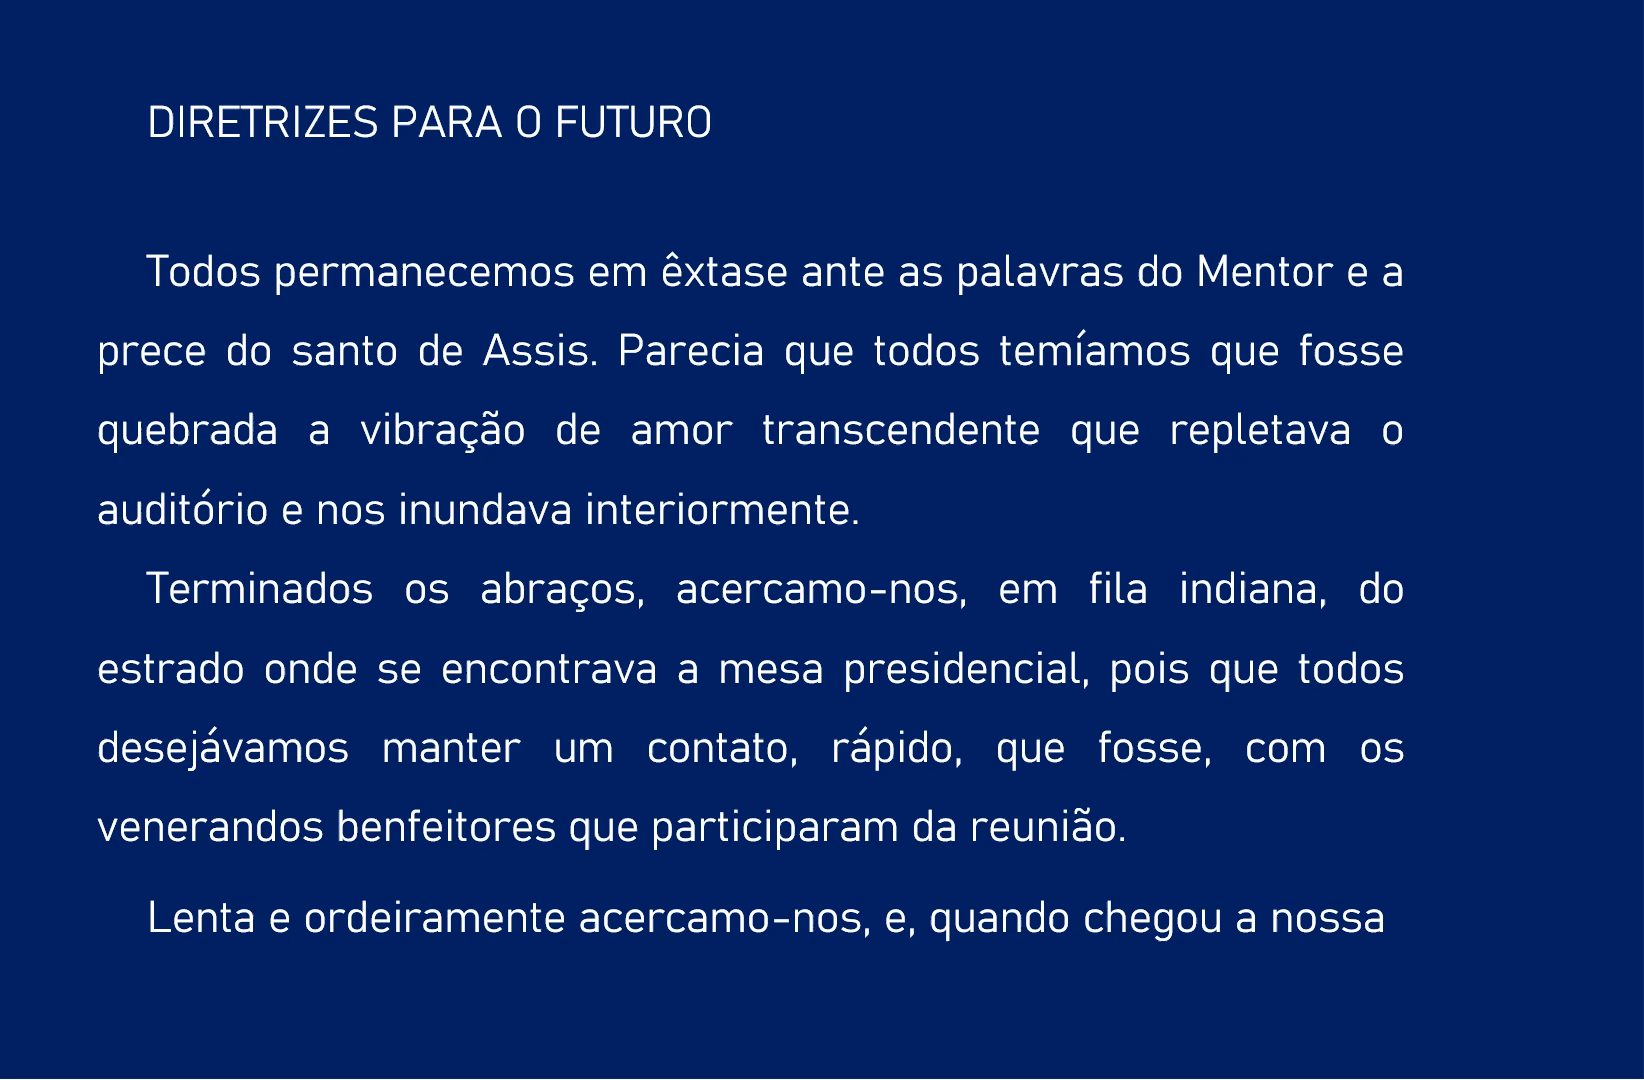 DIRETRIZES PARA O FUTURO
Todos permanecemos em êxtase ante as palavras do Mentor e a
prece do santo de Assis. Parecia que todos temíamos que fosse
quebrada a vibração de amor transcendente que repletava o
auditório e nos inundava interiormente.
Terminados os abraços, acercamo-nos, em fila indiana, do
estrado onde se encontrava a mesa presidencial, pois que todos
desejávamos manter um contato, rápido, que fosse, com os
venerandos benfeitores que participaram da reunião.
Lenta e ordeiramente acercamo-nos, e, quando chegou a nossa